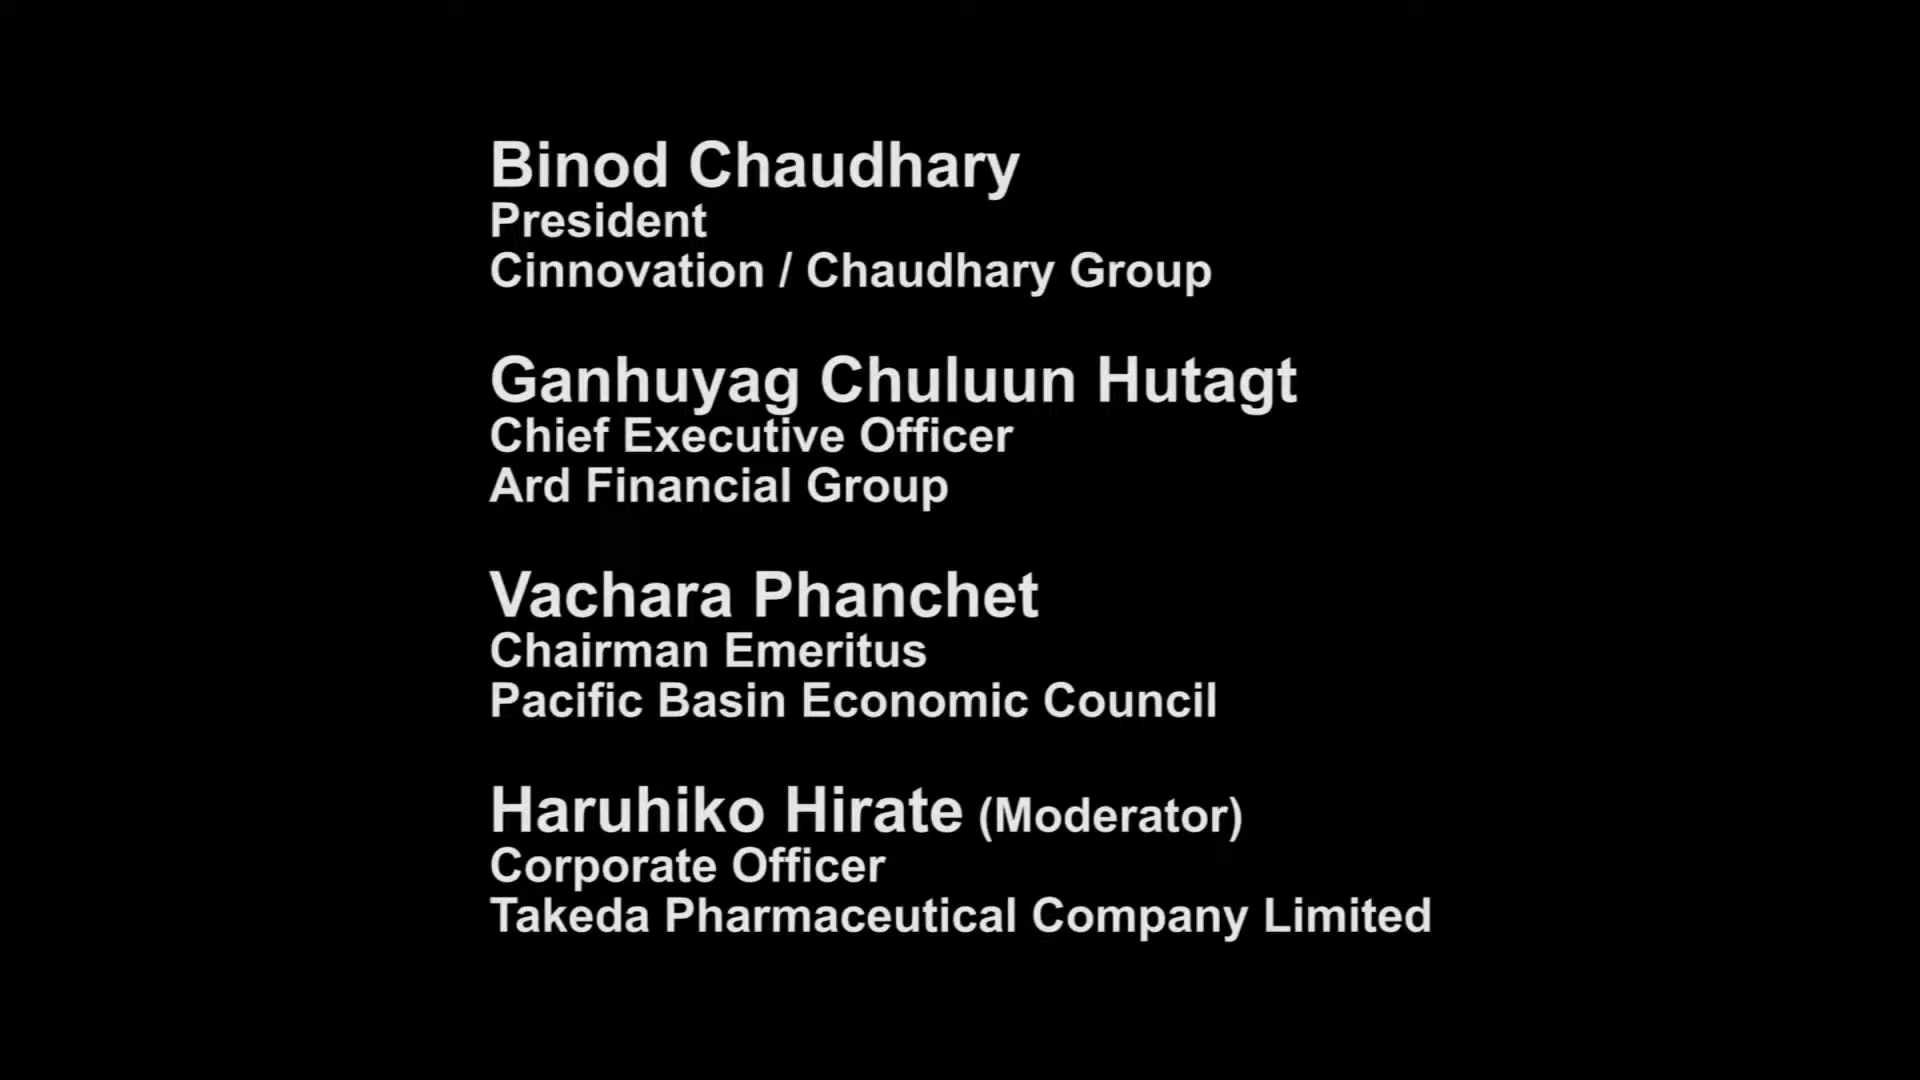 Binod Chaudhary
President
Cinnovation / Chaudhary Group
Ganhuyag Chuluun Hutagt
Chief Executive Officer
Ard Financial Group
Vachara Phanchet
Chairman Emeritus
Pacific Basin Economic Council
Haruhiko Hirate (Moderator)
Corporate Officer
Takeda Pharmaceutical Company Limited